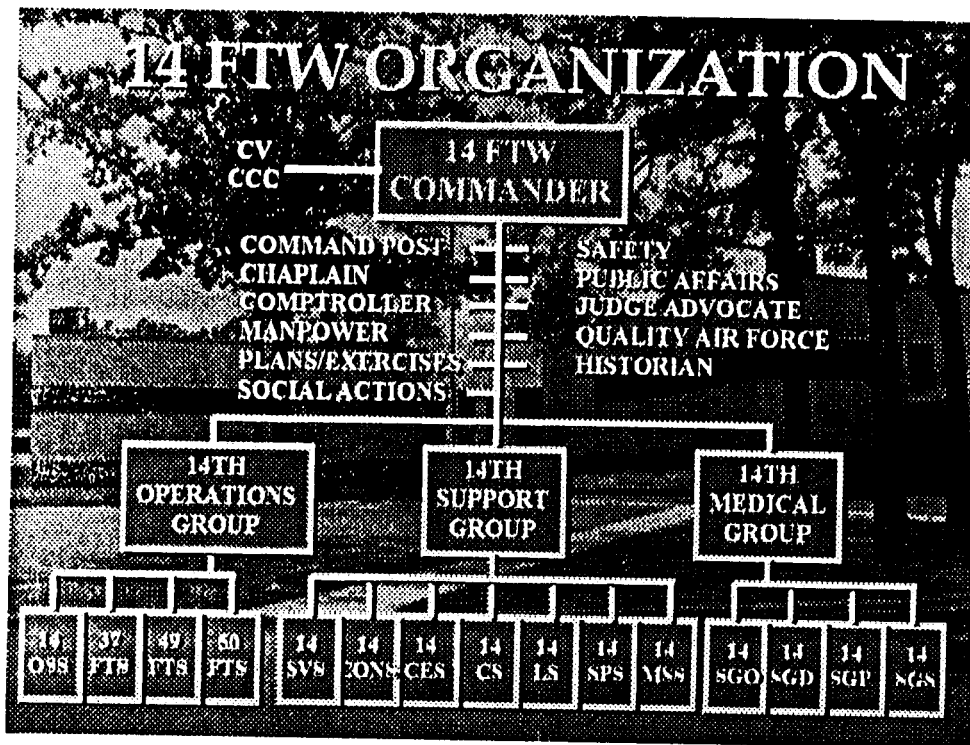 14 FTW ORGANIZATION
CV
CCC
14 FTW
COMMANDER
COMMAND POST
CHAPLAIN
COMPTROLLER
MANPOWER
PLANS/EXERCISES
SOCIAL ACTIONS
SAFETY
PUBLIC AFFAIRS
JUDGE ADVOCATE
QUALITY AIR FORCE
HISTORIAN
14TH
OPERATIONS
GROUP
14TH
SUPPORT
GROUP
14TH
MEDICAL
GROUP
14
OSS
37
FTS
49
FTS
50
FTS
14
SVS
14
CONS
14
CES
14
CS
14
LS
14
SPS
14
MSS
14
SGO
14
SGD
14
SGP
14
SGS